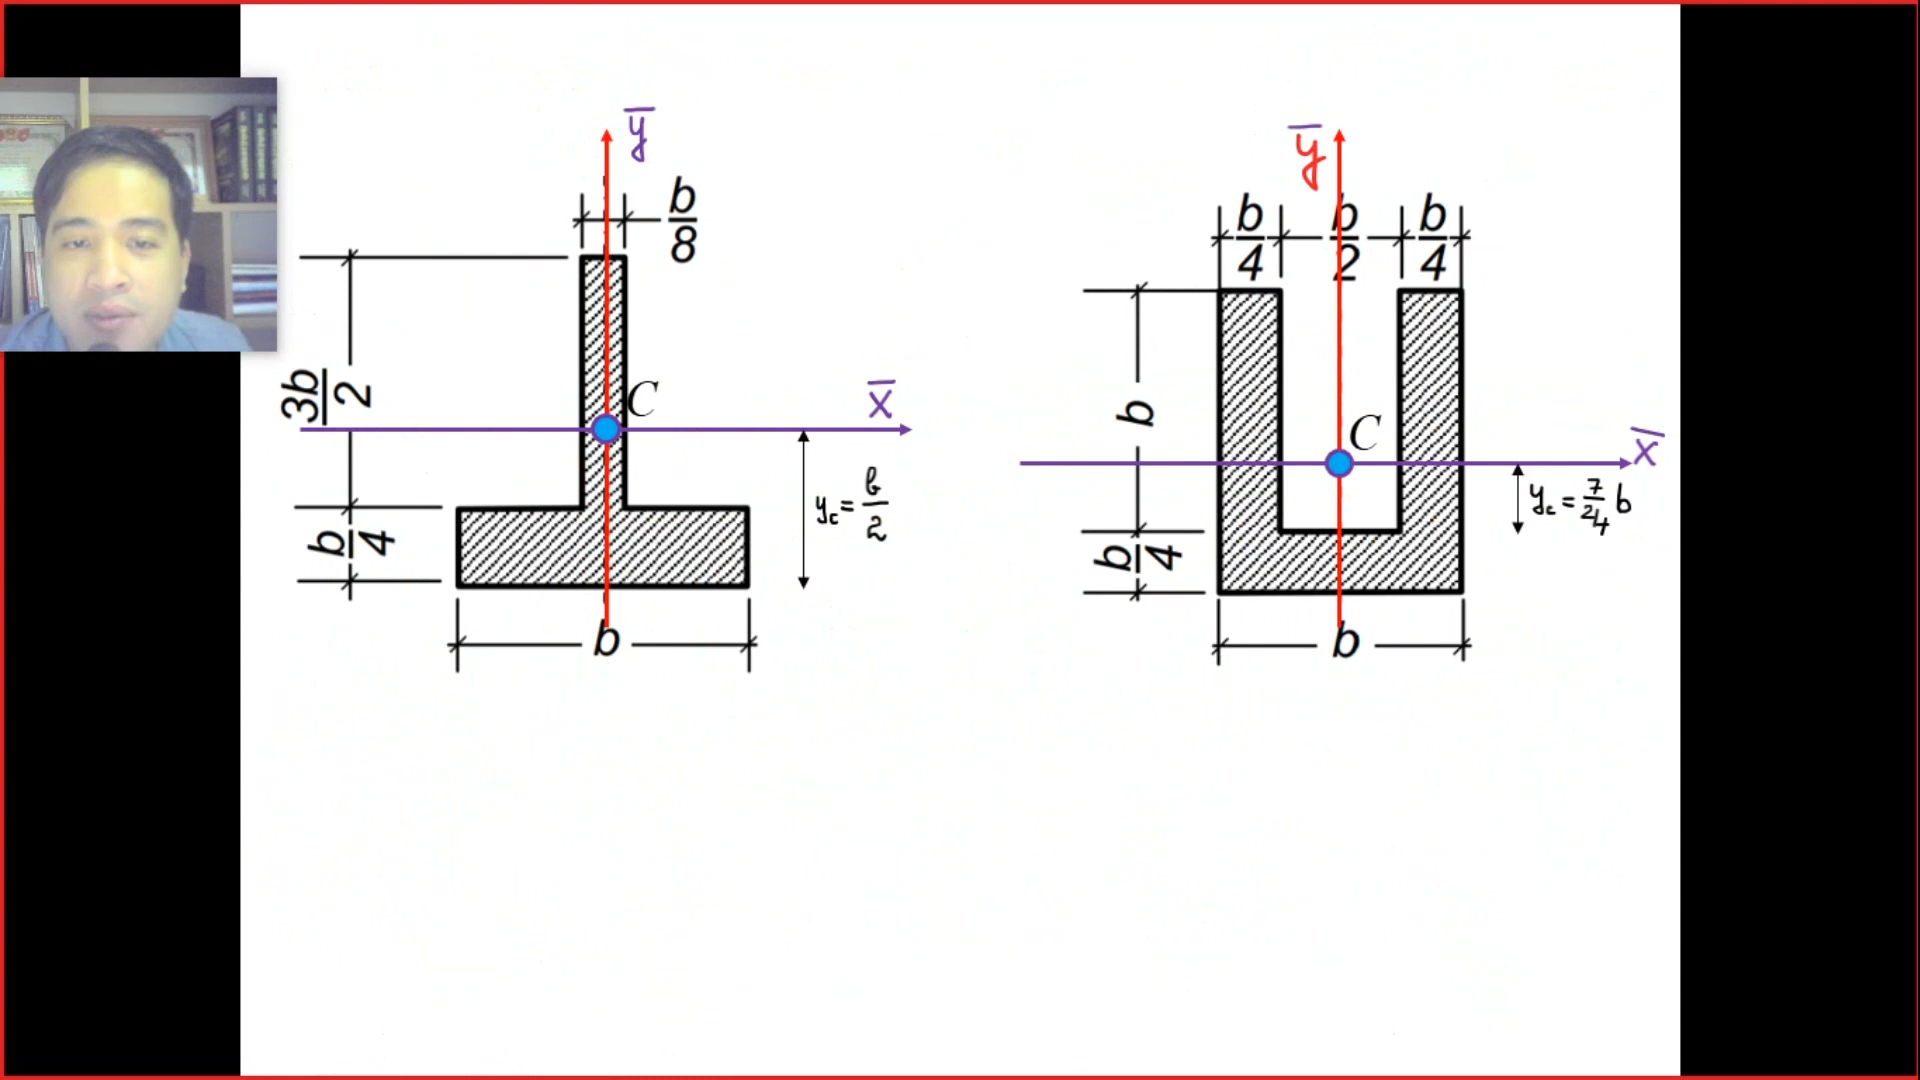 y̅
b/8
3b/2
C
x̅
y_c = b/2
b/4
b
y̅
b/4 b/2 b/4
b
C
x̅
y_c = 7/24 b
b/4
b